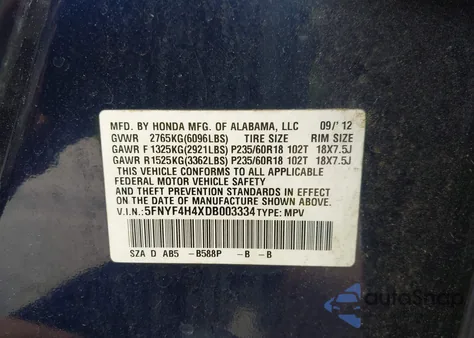 MFD. BY HONDA MFG. OF ALABAMA, LLC 09/'12
GVWR 2765KG(6096LBS) TIRE SIZE RIM SIZE
GAWR F 1325KG(2921LBS) P235/60R18 102T 18X7.5J
GAWR R 1525KG(3362LBS) P235/60R18 102T 18X7.5J
THIS VEHICLE CONFORMS TO ALL APPLICABLE
FEDERAL MOTOR VEHICLE SAFETY
AND THEFT PREVENTION STANDARDS IN EFFECT
ON THE DATE OF MANUFACTURE SHOWN ABOVE.
V.I.N.: 5FNYF4H4XDB003334 TYPE: MPV
SZA D AB5 -B588P -B -B
autoSnap